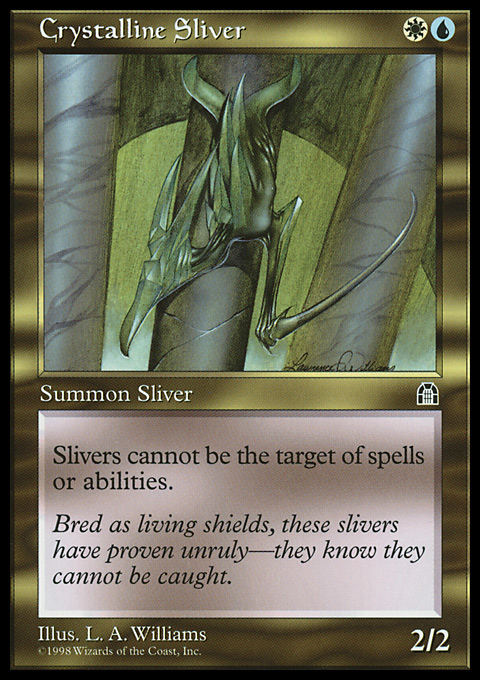 Crystalline Sliver
Lawrence A. Williams
Summon Sliver
Slivers cannot be the target of spells
or abilities.
Bred as living shields, these slivers
have proven unruly—they know they
cannot be caught.
Illus. L. A. Williams
2/2
©1998 Wizards of the Coast, Inc.